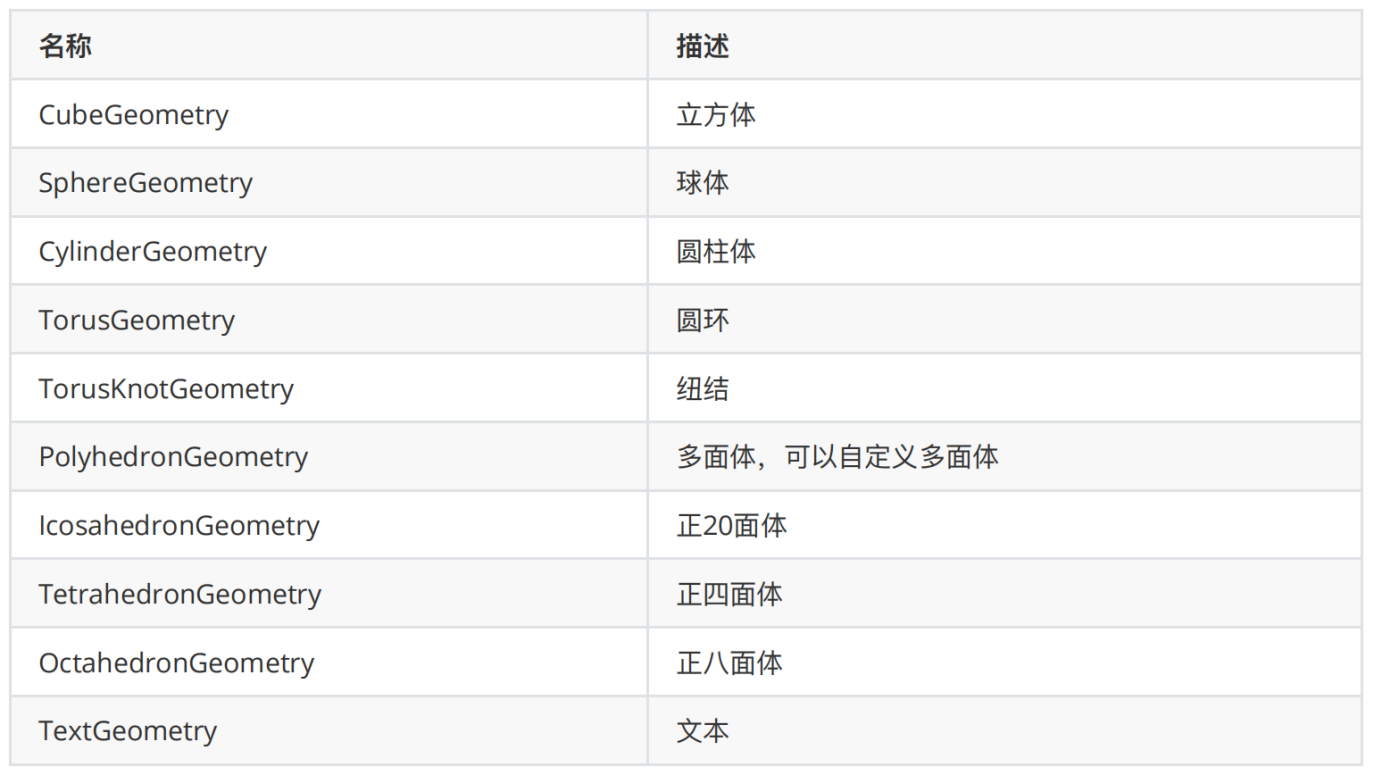 名称 描述
CubeGeometry 立方体
SphereGeometry 球体
CylinderGeometry 圆柱体
TorusGeometry 圆环
TorusKnotGeometry 纽结
PolyhedronGeometry 多面体，可以自定义多面体
IcosahedronGeometry 正20面体
TetrahedronGeometry 正四面体
OctahedronGeometry 正八面体
TextGeometry 文本